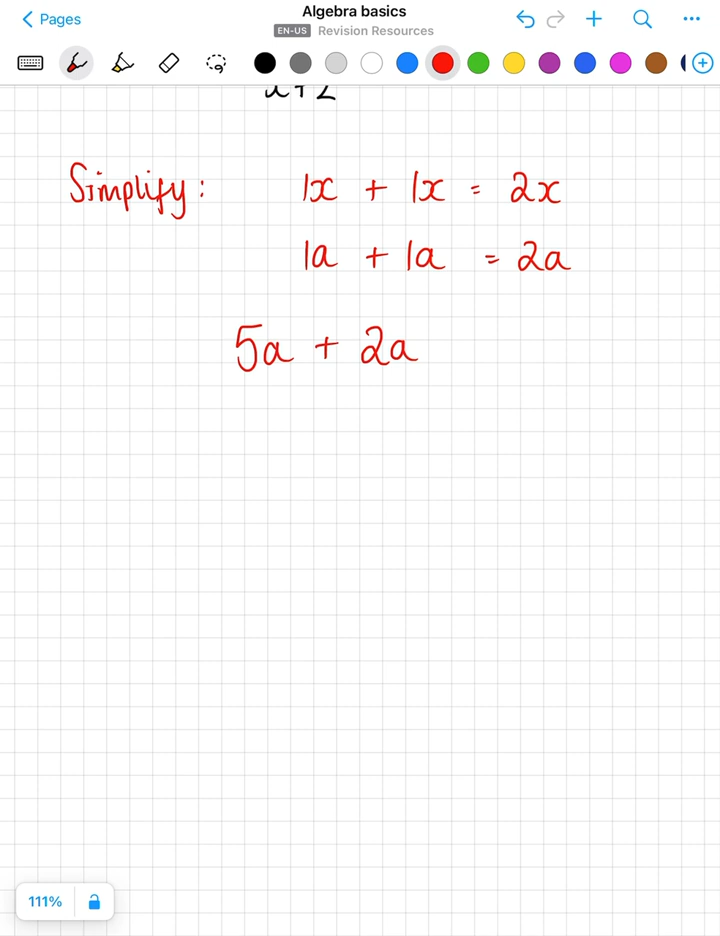 Pages
Algebra basics
EN-US Revision Resources
Simplify: 1x + 1x = 2x
1a + 1a = 2a
5a + 2a
111%